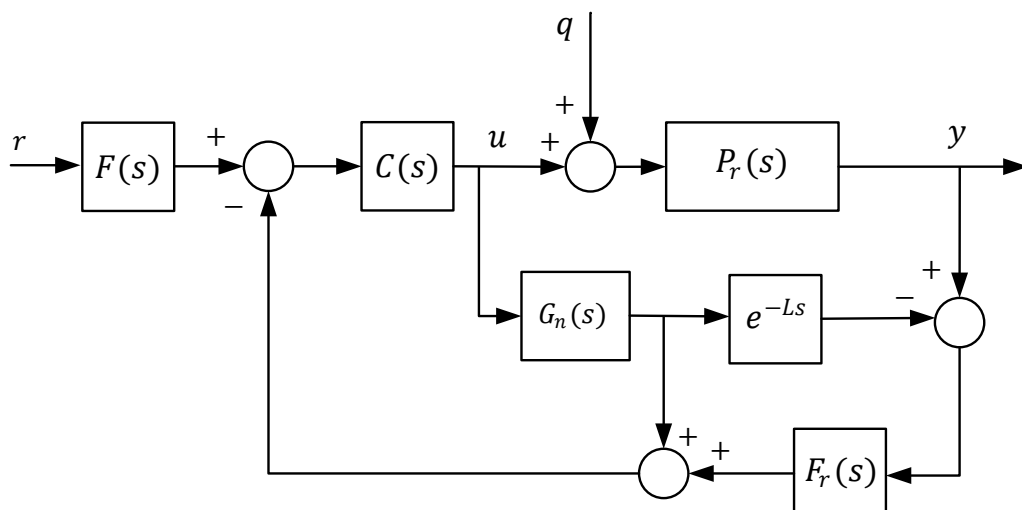 q
+
r
F(s)
+
−
C(s)
u
+
P_r(s)
y
G_n(s)
e^{-Ls}
−
+
+
+
F_r(s)